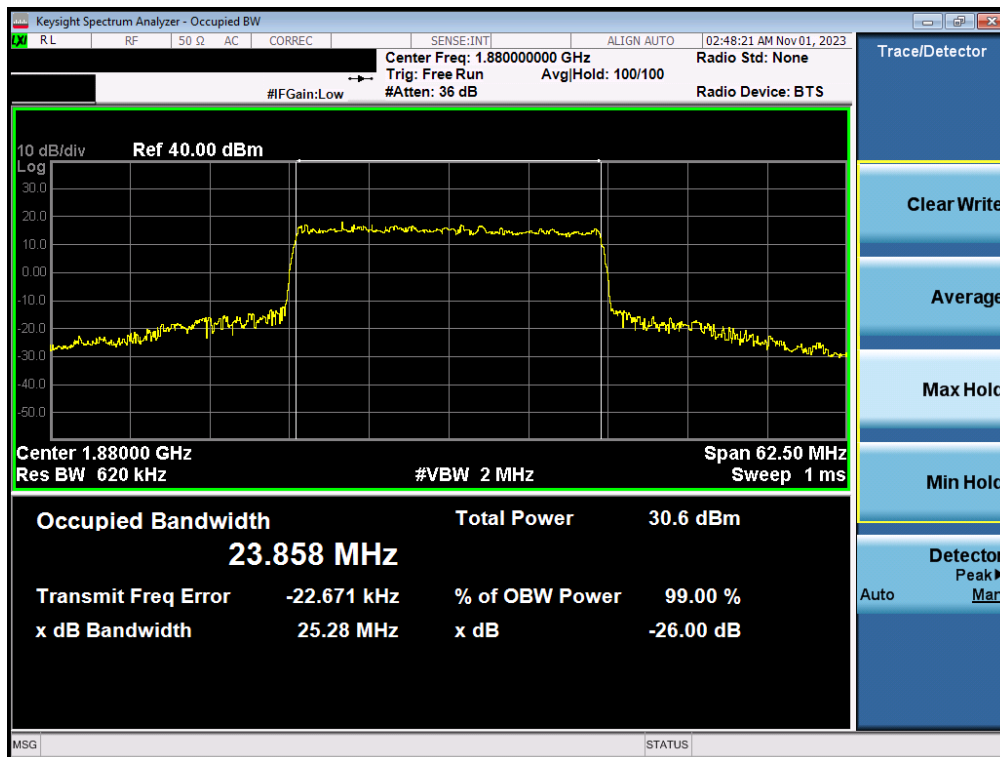 Keysight Spectrum Analyzer - Occupied BW
LXI RL RF 50 Ω AC CORREC SENSE:INT ALIGN AUTO 02:48:21 AM Nov 01, 2023
Center Freq: 1.880000000 GHz Radio Std: None
Trig: Free Run Avg|Hold: 100/100
#IFGain:Low #Atten: 36 dB Radio Device: BTS
10 dB/div Ref 40.00 dBm
Log
30.0
20.0
10.0
0.00
-10.0
-20.0
-30.0
-40.0
-50.0
Center 1.88000 GHz Span 62.50 MHz
Res BW 620 kHz #VBW 2 MHz Sweep 1 ms
Occupied Bandwidth Total Power 30.6 dBm
23.858 MHz
Transmit Freq Error -22.671 kHz % of OBW Power 99.00 %
x dB Bandwidth 25.28 MHz x dB -26.00 dB
MSG STATUS
Trace/Detector
Clear Write
Average
Max Hold
Min Hold
Detector
Peak
Auto Man